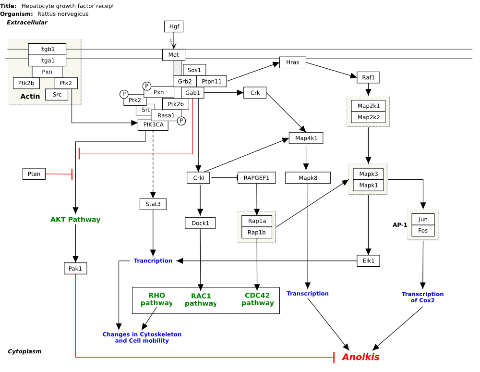 Title: Hepatocyte growth factor recept
Organism: Rattus norvegicus
Extracellular
Hgf
Itgb1
Itga1
Pxn
Ptk2b
Ptk2
Src
Actin
Met
Sos1
Grb2
Ptpn11
Gab1
Hras
Raf1
P
P
Pxn
Ptk2
Ptk2b
Src
Rasa1
P
PIK3CA
Crk
Map2k1
Map2k2
Map4k1
Pten
Crkl
RAPGEF1
Mapk8
Mapk3
Mapk1
Stat3
AKT Pathway
Dock1
Rap1a
Rap1b
AP-1
Jun
Fos
Pak1
Trancription
Elk1
RHO
pathway
RAC1
pathway
CDC42
pathway
Transcription
Transcription
of Cox2
Changes in Cytoskeleton
and Cell mobility
Cytoplasm
Anoikis